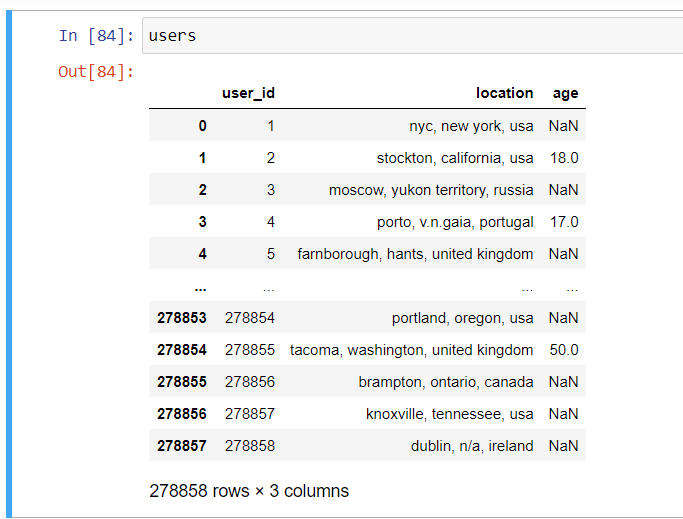 In [84]: users
Out[84]:
user_id location age
0 1 nyc, new york, usa NaN
1 2 stockton, california, usa 18.0
2 3 moscow, yukon territory, russia NaN
3 4 porto, v.n.gaia, portugal 17.0
4 5 farnborough, hants, united kingdom NaN
... ... ... ...
278853 278854 portland, oregon, usa NaN
278854 278855 tacoma, washington, united kingdom 50.0
278855 278856 brampton, ontario, canada NaN
278856 278857 knoxville, tennessee, usa NaN
278857 278858 dublin, n/a, ireland NaN
278858 rows × 3 columns